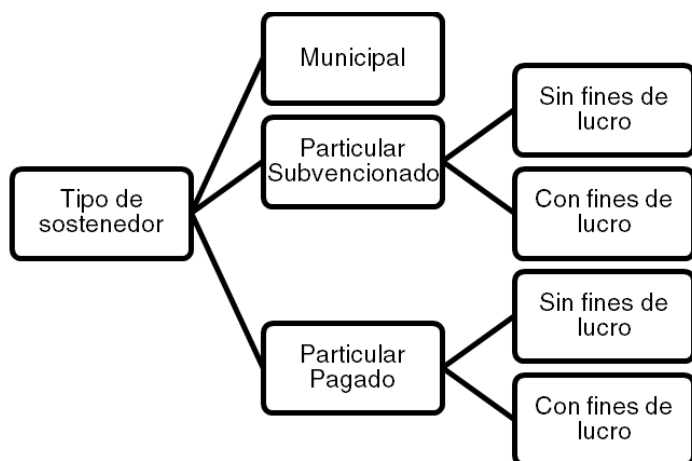 Municipal
Sin fines de
lucro
Particular
Subvencionado
Tipo de
sostenedor
Con fines de
lucro
Sin fines de
lucro
Particular
Pagado
Con fines de
lucro